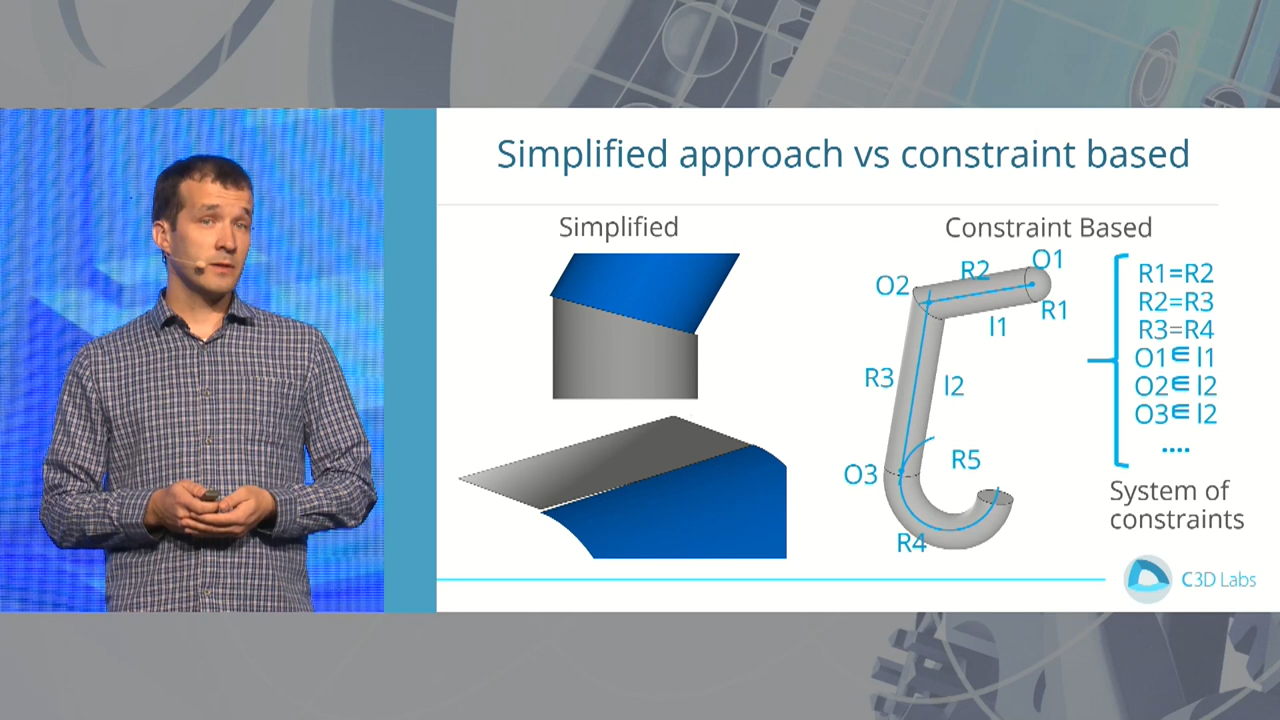 Simplified approach vs constraint based
Simplified
Constraint Based
O1
R2
O2
R1
l1
R3
l2
R5
O3
R4
R1=R2
R2=R3
R3=R4
O1∈ l1
O2∈ l2
O3∈ l2
....
System of
constraints
C3D Labs